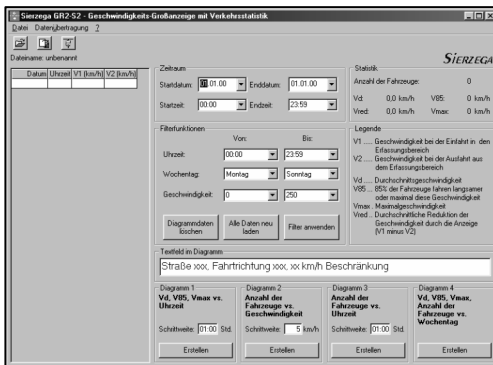 Sierzega GR2-S2 - Geschwindigkeits-Großanzeige mit Verkehrsstatistik
Datei Datenübertragung ?
Dateiname: unbenannt
SIERZEGA
Datum Uhrzeit V1 (km/h) V2 (km/h)
Zeitraum
Startdatum: 01.01.00 Enddatum: 01.01.00
Startzeit: 00:00 Endzeit: 23:59
Statistik
Anzahl der Fahrzeuge: 0
Vd: 0,0 km/h V85: 0 km/h
Vred: 0,0 km/h Vmax: 0 km/h
Filterfunktionen
Von: Bis:
Uhrzeit: 00:00 23:59
Wochentag: Montag Sonntag
Geschwindigkeit: 0 250
Diagrammdaten löschen
Alle Daten neu laden
Filter anwenden
Legende
V1 ..... Geschwindigkeit bei der Einfahrt in den
Erfassungsbereich
V2 ..... Geschwindigkeit bei der Ausfahrt aus
dem Erfassungsbereich
Vd ..... Durchschnittsgeschwindigkeit
V85 ... 85% der Fahrzeuge fahren langsamer
oder maximal diese Geschwindigkeit
Vmax . Maximalgeschwindigkeit
Vred .. Durchschnittliche Reduktion der
Geschwindigkeit durch die Anzeige
(V1 minus V2)
Textfeld im Diagramm
Straße xxx, Fahrtrichtung xxx, xx km/h Beschränkung
Diagramm 1
Vd, V85, Vmax vs.
Uhrzeit
Schrittweite: 01:00 Std.
Erstellen
Diagramm 2
Anzahl der
Fahrzeuge vs.
Geschwindigkeit
Schrittweite: 5 km/h
Erstellen
Diagramm 3
Anzahl der
Fahrzeuge vs.
Uhrzeit
Schrittweite: 01:00 Std.
Erstellen
Diagramm 4
Vd, V85, Vmax,
Anzahl der
Fahrzeuge vs.
Wochentag
Erstellen